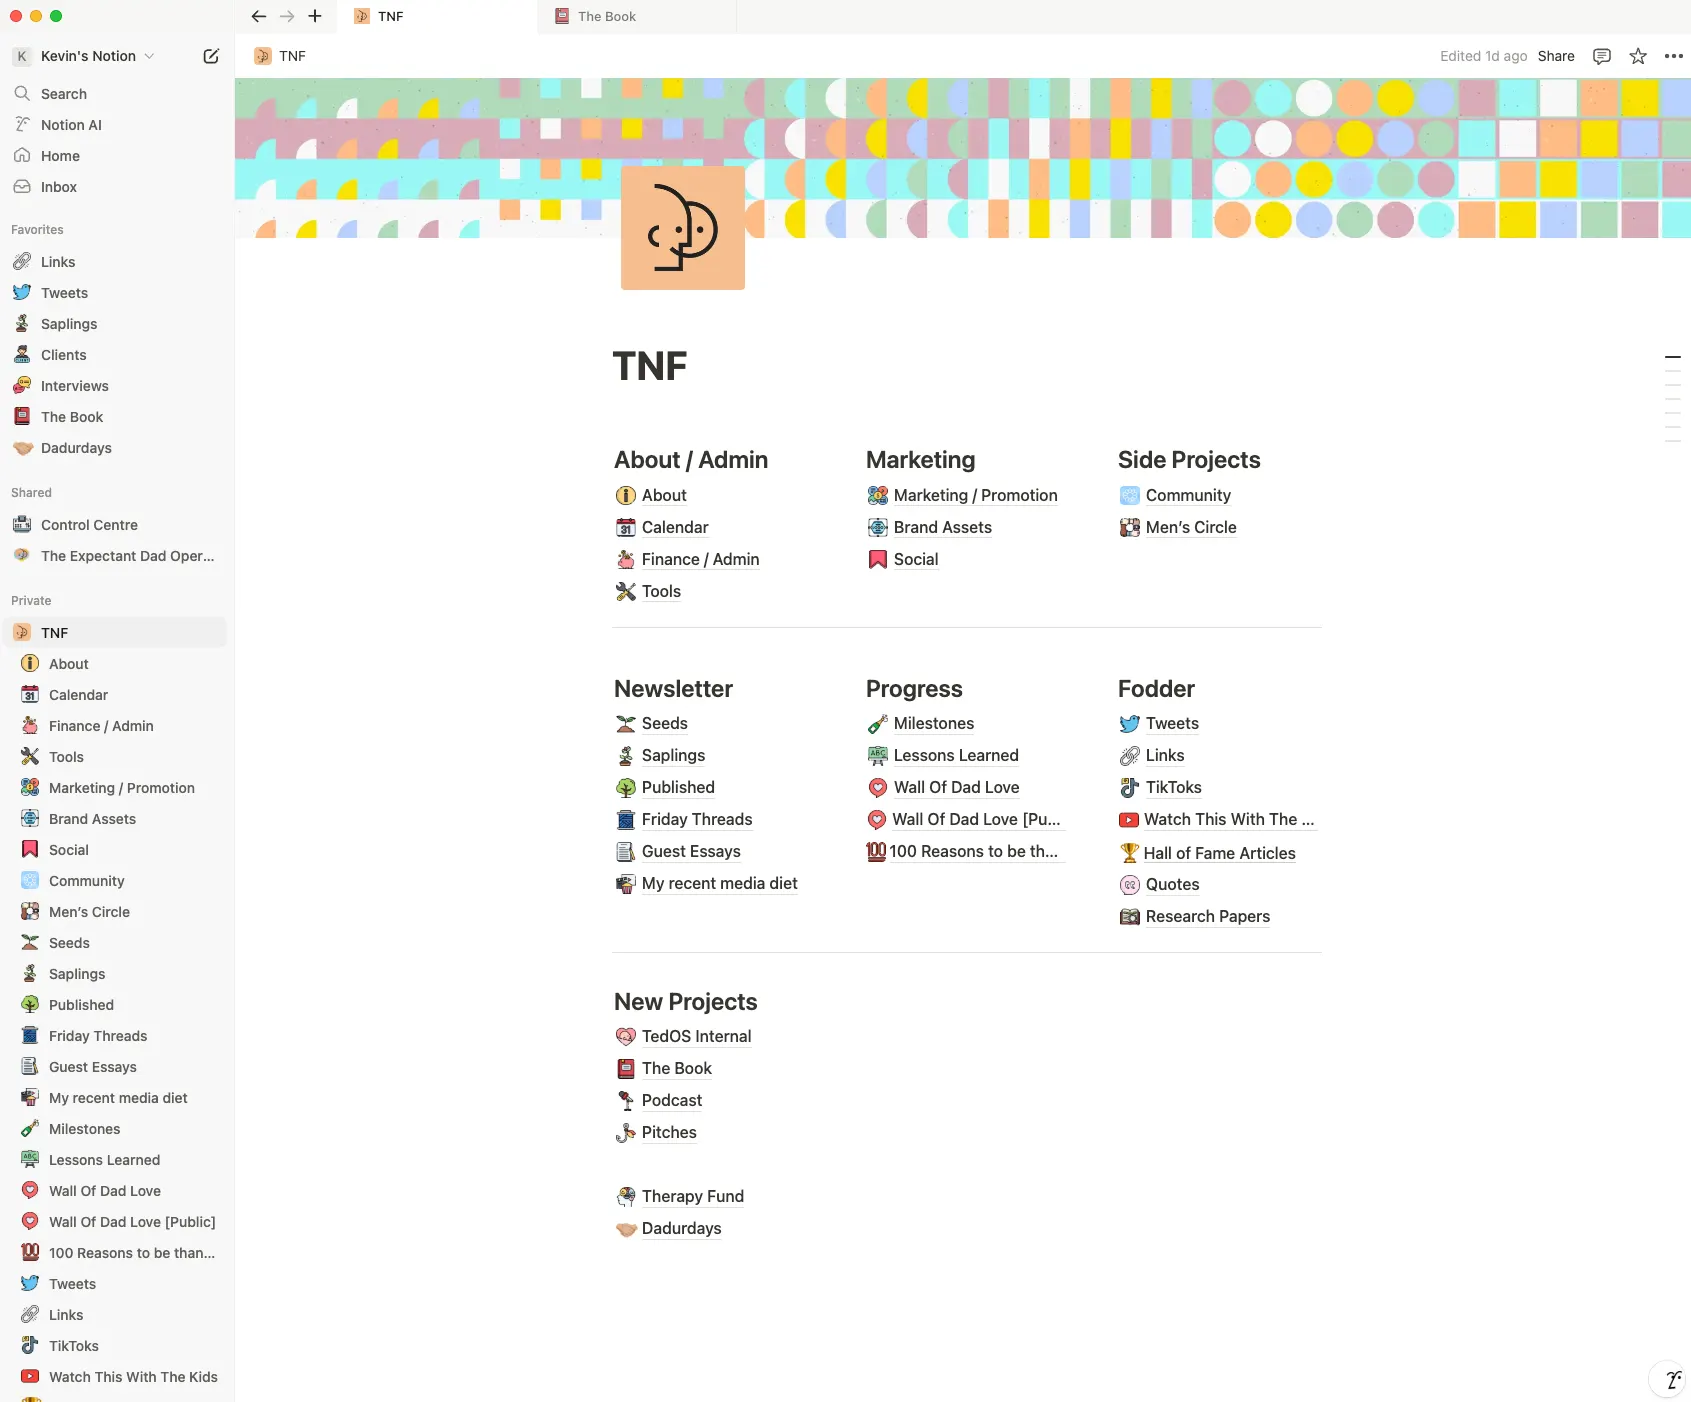 TNF
The Book
K Kevin's Notion
TNF
Edited 1d ago Share
Search
Notion AI
Home
Inbox
Favorites
Links
Tweets
Saplings
Clients
Interviews
The Book
Dadurdays
Shared
Control Centre
The Expectant Dad Oper...
Private
TNF
About
31 Calendar
Finance / Admin
Tools
Marketing / Promotion
Brand Assets
Social
Community
Men's Circle
Seeds
Saplings
Published
Friday Threads
Guest Essays
My recent media diet
Milestones
ABC Lessons Learned
Wall Of Dad Love
Wall Of Dad Love [Public]
100 100 Reasons to be than...
Tweets
Links
TikToks
Watch This With The Kids
TNF
About / Admin
About
31 Calendar
Finance / Admin
Tools
Marketing
Marketing / Promotion
Brand Assets
Social
Side Projects
Community
Men's Circle
Newsletter
Seeds
Saplings
Published
Friday Threads
Guest Essays
My recent media diet
Progress
Milestones
ABC Lessons Learned
Wall Of Dad Love
Wall Of Dad Love [Pu...
100 100 Reasons to be th...
Fodder
Tweets
Links
TikToks
Watch This With The ...
Hall of Fame Articles
Quotes
Research Papers
New Projects
TedOS Internal
The Book
Podcast
Pitches
Therapy Fund
Dadurdays